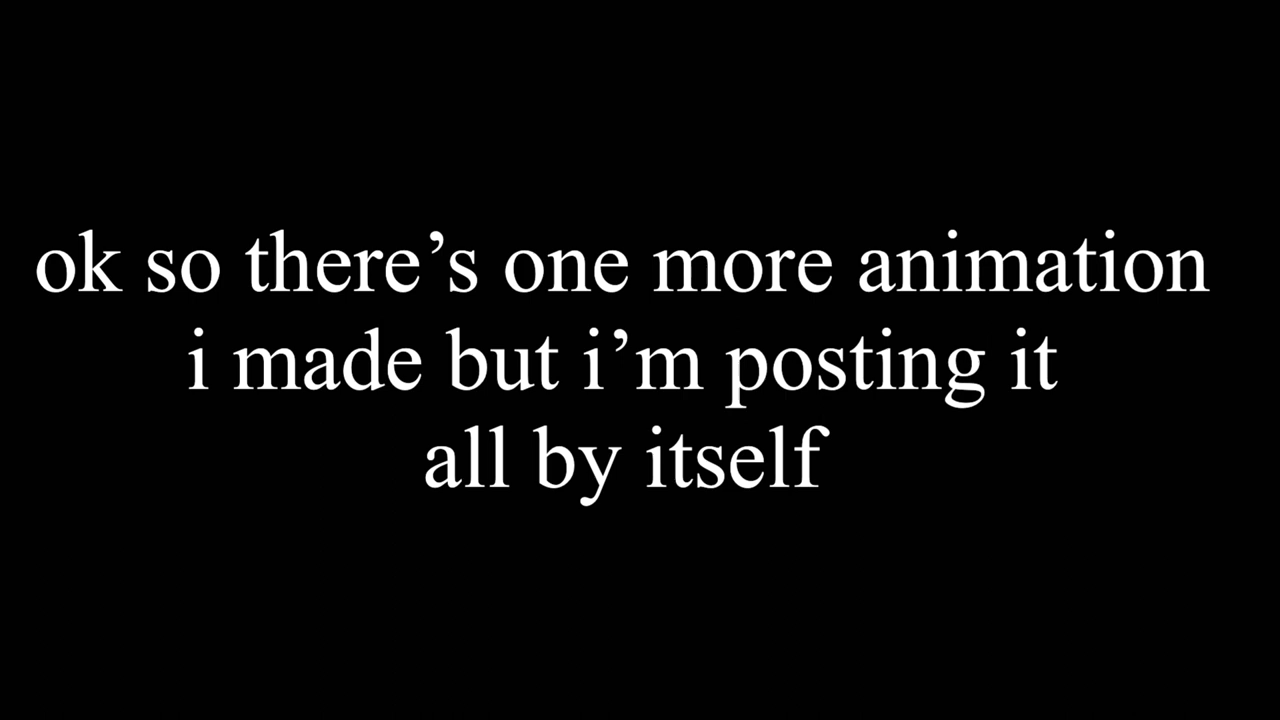 ok so there’s one more animation
i made but i’m posting it
all by itself